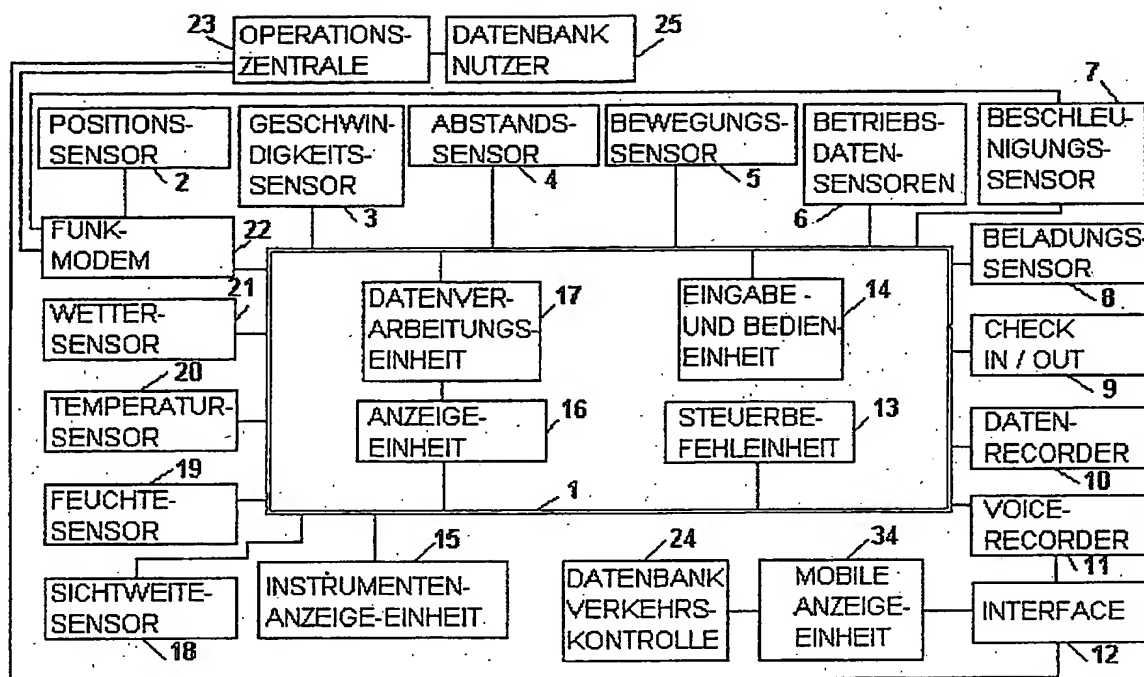 23
OPERATIONS-
ZENTRALE
DATENBANK
NUTZER
25
7
POSITIONS-
SENSOR
2
GESCHWIN-
DIGKEITS-
SENSOR
3
ABSTANDS-
SENSOR
4
BEWEGUNGS-
SENSOR
5
BETRIEBS-
DATEN-
SENSOREN
6
BESCHLEU-
NIGUNGS-
SENSOR
FUNK-
MODEM
22
BELADUNGS-
SENSOR
8
21
WETTER-
SENSOR
DATENVER-
ARBEITUNGS-
EINHEIT
17
EINGABE -
UND BEDIEN-
EINHEIT
14
CHECK
IN / OUT
9
20
TEMPERATUR-
SENSOR
ANZEIGE-
EINHEIT
16
STEUERBE-
FEHLEINHEIT
13
DATEN-
RECORDER
10
19
FEUCHTE-
SENSOR
1
VOICE-
RECORDER
11
15
INSTRUMENTEN-
ANZEIGE-EINHEIT
24
DATENBANK
VERKEHRS-
KONTROLLE
34
MOBILE
ANZEIGE-
EINHEIT
INTERFACE
12
SICHTWEITE-
SENSOR
18